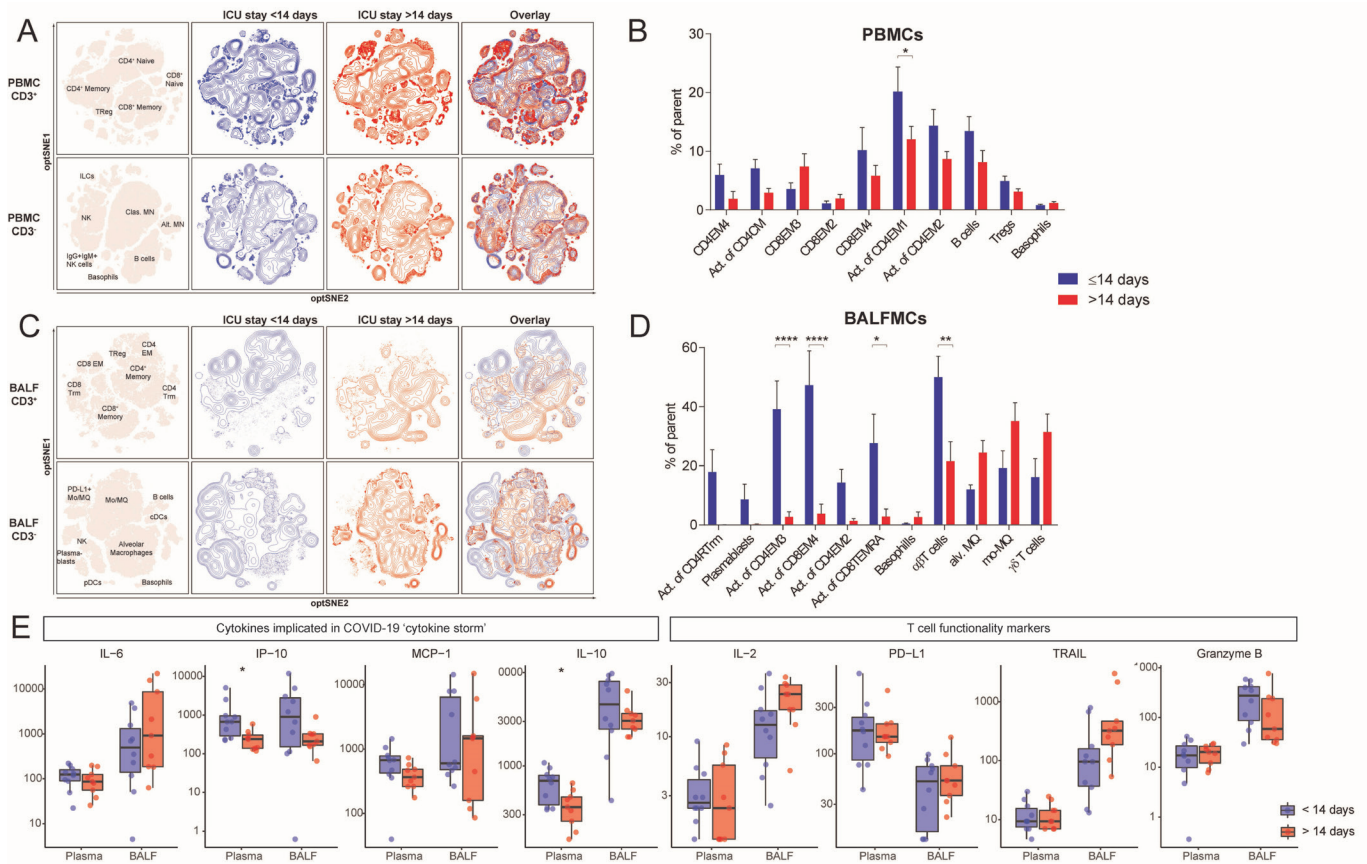 A
ICU stay <14 days
ICU stay >14 days
Overlay
PBMC
CD3⁺
CD4⁺ Naive
CD8⁺
Naive
CD4⁺ Memory
TReg
CD8⁺ Memory
optSNE1
PBMC
CD3⁻
ILCs
NK
Clas. MN
Alt. MN
IgG+IgM+
NK cells
B cells
Basophils
optSNE2
B
PBMCs
% of parent
30
20
10
0
*
CD4EM4
Act. of CD4CM
CD8EM3
CD8EM2
CD8EM4
Act. of CD4EM1
Act. of CD4EM2
B cells
Tregs
Basophils
≤14 days
>14 days
C
ICU stay <14 days
ICU stay >14 days
Overlay
BALF
CD3⁺
TReg
CD4
EM
CD8 EM
CD4⁺
Memory
CD8
Trm
CD4
Trm
CD8⁺
Memory
optSNE1
BALF
CD3⁻
PD-L1+
Mo/MQ
Mo/MQ
B cells
cDCs
NK
Alveolar
Macrophages
Plasma-
blasts
pDCs
Basophils
optSNE2
D
BALFMCs
% of parent
60
40
20
0
****
****
*
**
Act. of CD4RTrm
Plasmablasts
Act. of CD4EM3
Act. of CD8EM4
Act. of CD4EM2
Act. of CD8TEMRA
Basophills
αβT cells
alv. MQ
mo-MQ
γδ T cells
E
Cytokines implicated in COVID-19 'cytokine storm'
T cell functionality markers
IL−6
10000
1000
100
10
Plasma
BALF
IP−10
*
10000
1000
100
10
1
Plasma
BALF
MCP−1
10000
1000
100
Plasma
BALF
IL−10
*
0000
3000
1000
300
Plasma
BALF
IL−2
30
10
3
Plasma
BALF
PD−L1
300
100
30
Plasma
BALF
TRAIL
1000
100
10
Plasma
BALF
Granzyme B
1000
100
10
1
Plasma
BALF
< 14 days
> 14 days